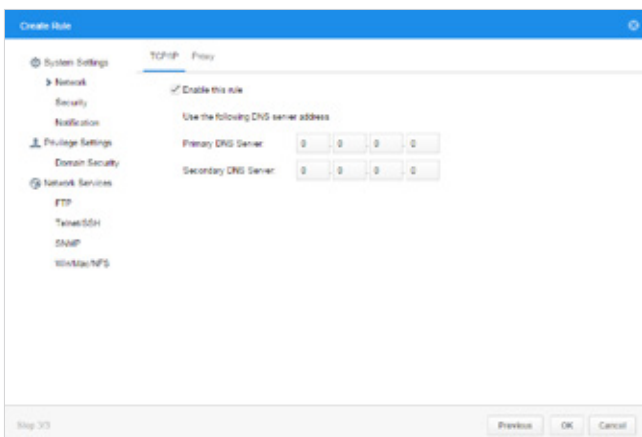 Create Rule
System Settings
Network
Security
Notification
Privilege Settings
Domain Security
Network Services
FTP
Telnet/SSH
SNMP
Win/Mac/NFS
TCP/IP Proxy
Enable this rule
Use the following DNS server address
Primary DNS Server: 0 . 0 . 0 . 0
Secondary DNS Server: 0 . 0 . 0 . 0
Step 3/3
Previous OK Cancel